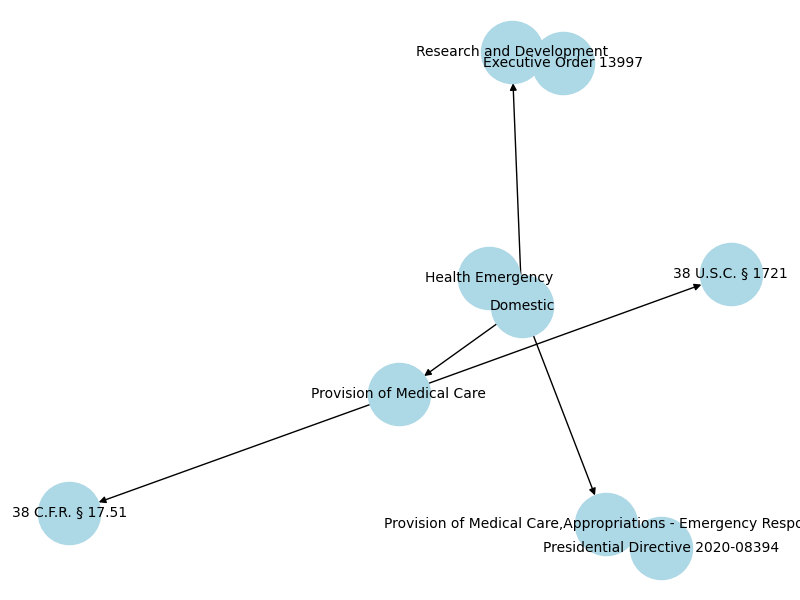 Research and Development
Executive Order 13997
38 U.S.C. § 1721
Health Emergency
Domestic
Provision of Medical Care
38 C.F.R. § 17.51
Provision of Medical Care,Appropriations - Emergency
Presidential Directive 2020-08394